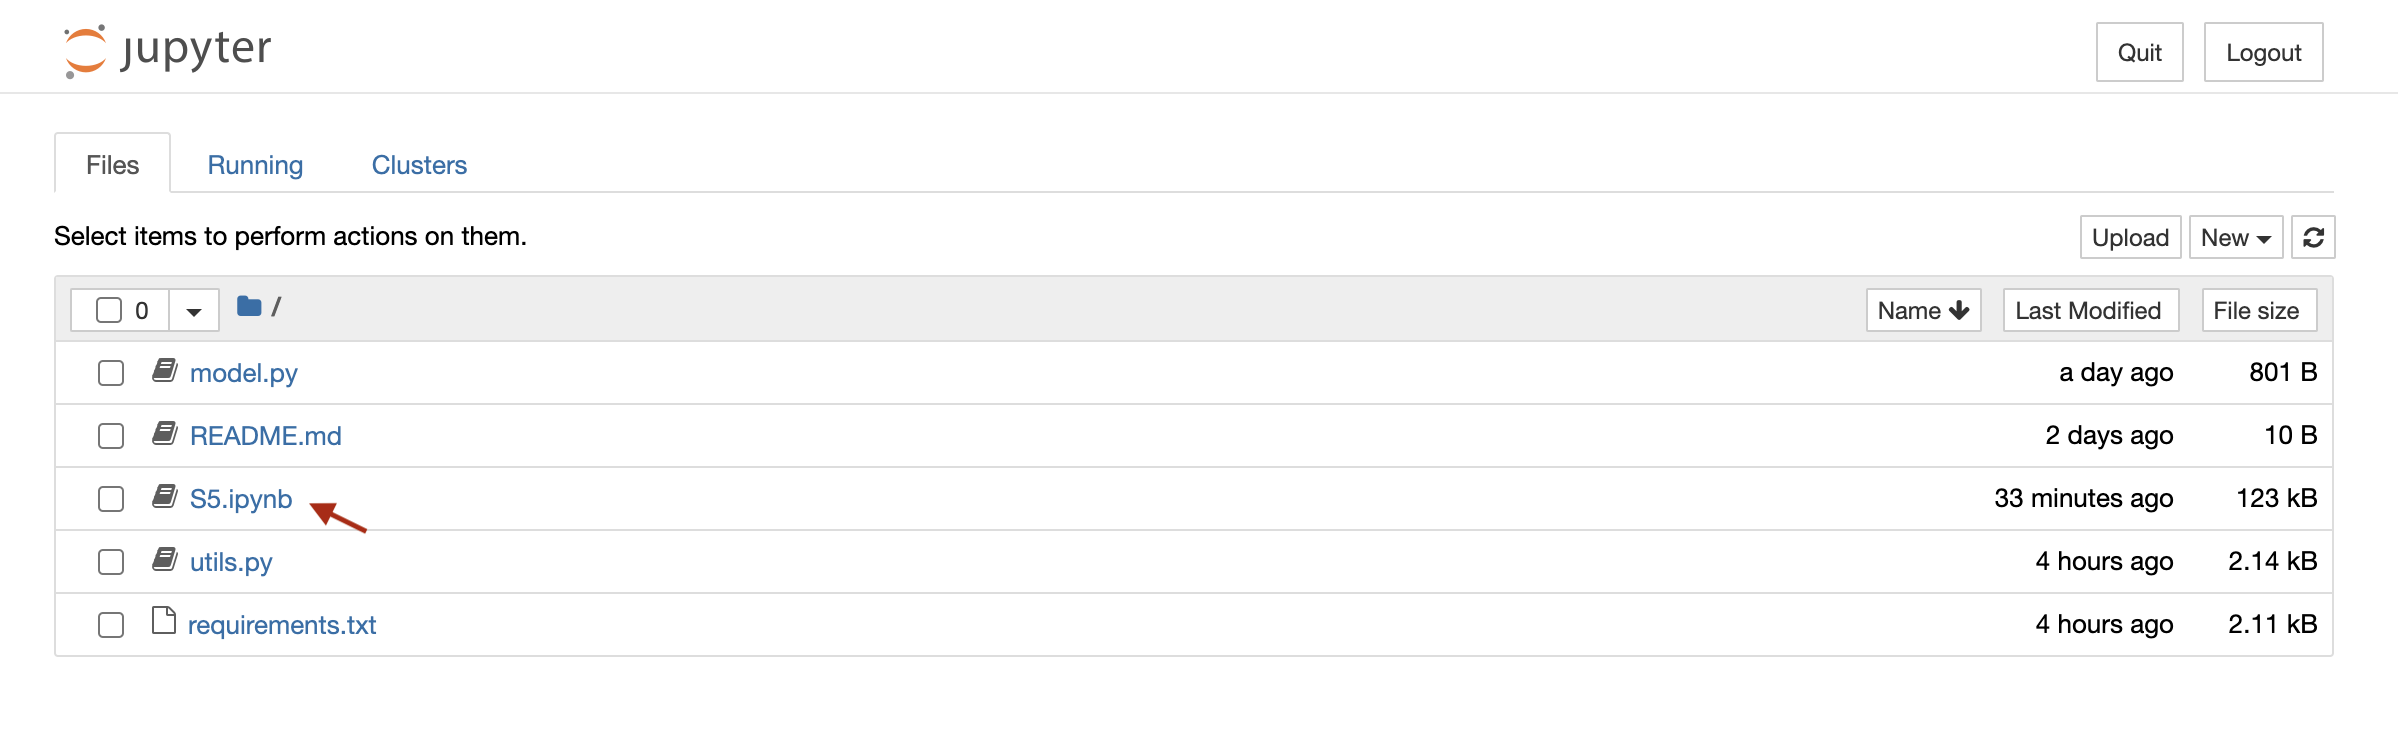 jupyter
Quit
Logout
Files
Running
Clusters
Select items to perform actions on them.
Upload
New
0
/
Name
Last Modified
File size
model.py
a day ago
801 B
README.md
2 days ago
10 B
S5.ipynb
33 minutes ago
123 kB
utils.py
4 hours ago
2.14 kB
requirements.txt
4 hours ago
2.11 kB